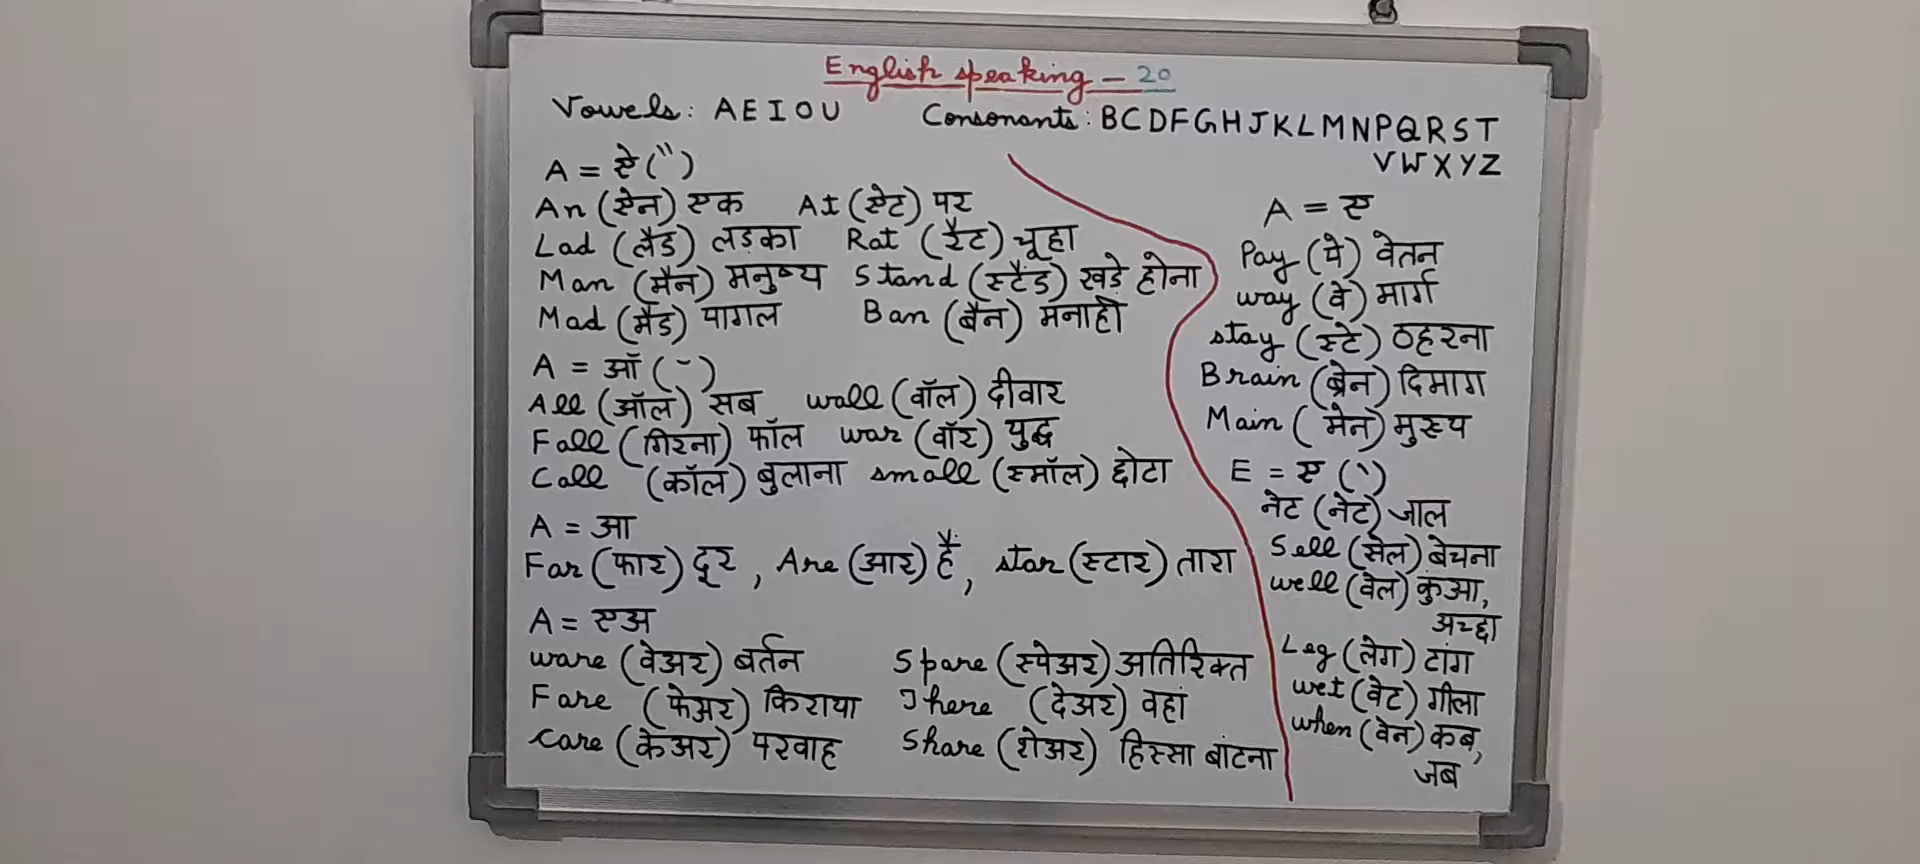 English speaking - 20
Vowels: A E I O U Consonants: B C D F G H J K L M N P Q R S T
V W X Y Z
A = ऐ (ै)
An (ऐन) एक At (ऐट) पर
Lad (लैड) लड़का Rat (रैट) चूहा
Man (मैन) मनुष्य Stand (स्टैंड) खड़े होना
Mad (मैड) पागल Ban (बैन) मनाही
A = ऑ (ॅ)
All (ऑल) सब wall (वॉल) दीवार
Fall (गिरना) फॉल war (वॉर) युद्ध
Call (कॉल) बुलाना small (स्मॉल) छोटा
A = आ
Far (फार) दूर, Are (आर) हैं, star (स्टार) तारा
A = एअ
ware (वेअर) बर्तन Spare (स्पेअर) अतिरिक्त
Fare (फेअर) किराया There (देअर) वहां
care (केअर) परवाह Share (शेअर) हिस्सा बांटना
A = ए
Pay (पे) वेतन
way (वे) मार्ग
stay (स्टे) ठहरना
Brain (ब्रेन) दिमाग
Main (मेन) मुख्य
E = ए (े)
नेट (नेट) जाल
Sell (सेल) बेचना
well (वेल) कुंआ,
अच्छा
Leg (लेग) टांग
wet (वेट) गीला
when (वेन) कब,
जब